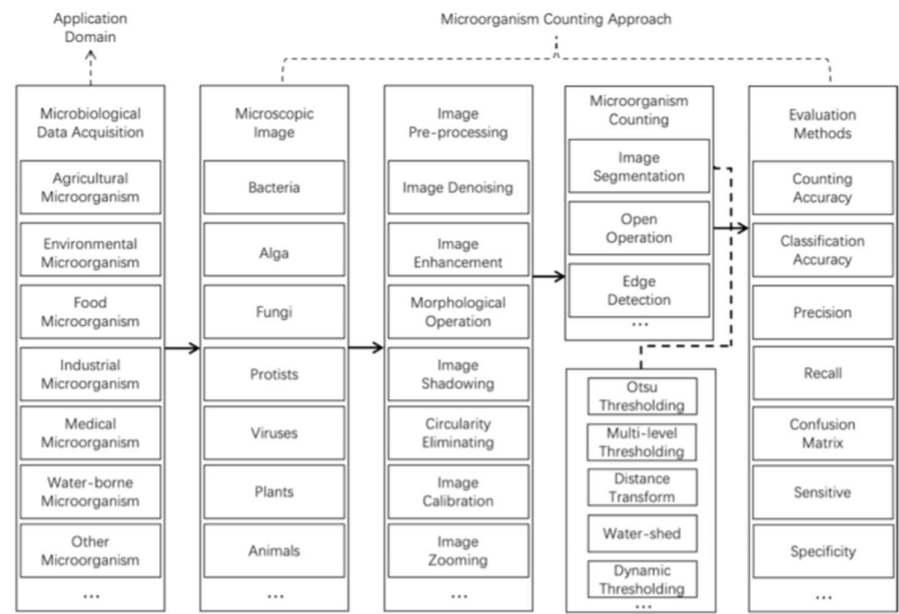 Application
Domain
Microorganism Counting Approach
Microbiological
Data Acquisition
Agricultural
Microorganism
Environmental
Microorganism
Food
Microorganism
Industrial
Microorganism
Medical
Microorganism
Water-borne
Microorganism
Other
Microorganism
...
Microscopic
Image
Bacteria
Alga
Fungi
Protists
Viruses
Plants
Animals
...
Image
Pre-processing
Image Denoising
Image
Enhancement
Morphological
Operation
Image
Shadowing
Circularity
Eliminating
Image
Calibration
Image
Zooming
...
Microorganism
Counting
Image
Segmentation
Open
Operation
Edge
Detection
...
Otsu
Thresholding
Multi-level
Thresholding
Distance
Transform
Water-shed
Dynamic
Thresholding
...
Evaluation
Methods
Counting
Accuracy
Classification
Accuracy
Precision
Recall
Confusion
Matrix
Sensitive
Specificity
...